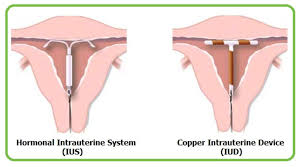 Hormonal Intrauterine System
(IUS)
Copper Intrauterine Device
(IUD)